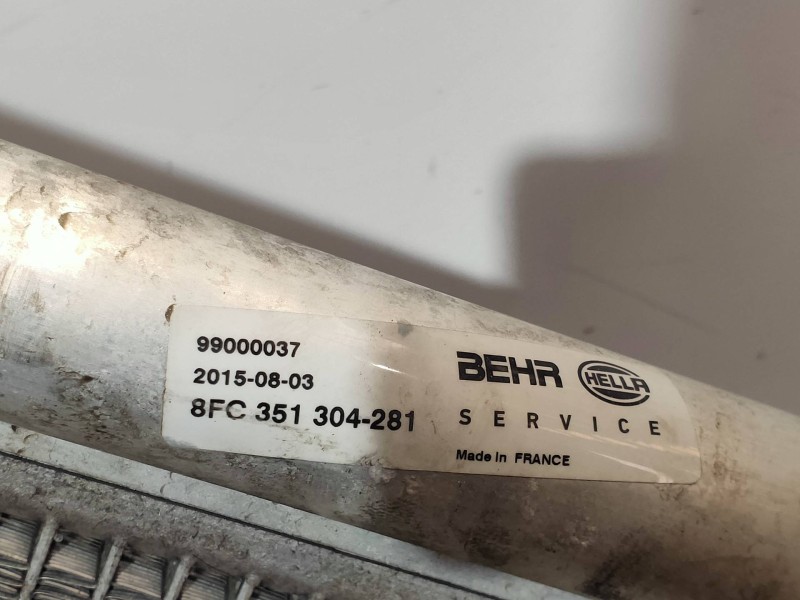 99000037
2015-08-03
8FC 351 304-281
BEHR HELLA
SERVICE
Made in FRANCE